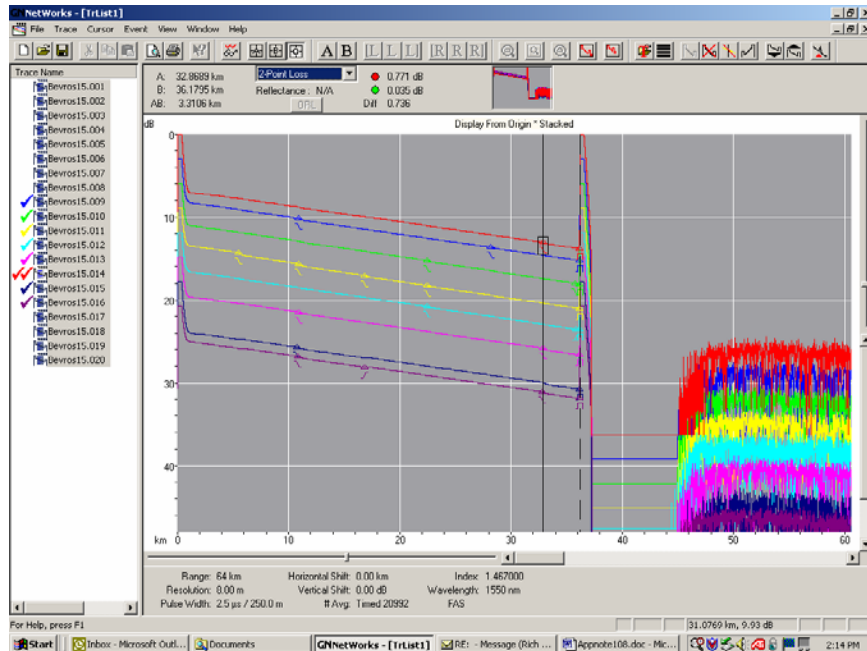 GNNetWorks - [TrList1]
File Trace Cursor Event View Window Help
A B
Trace Name
Bevros15.001
Bevros15.002
Bevros15.003
Bevros15.004
Bevros15.005
Bevros15.006
Bevros15.007
Bevros15.008
Bevros15.009
Bevros15.010
Bevros15.011
Bevros15.012
Bevros15.013
Bevros15.014
Bevros15.015
Bevros15.016
Bevros15.017
Bevros15.018
Bevros15.019
Bevros15.020
A: 32.8689 km
B: 36.1795 km
AB: 3.3106 km
2-Point Loss
Reflectance : N/A
ORL
0.771 dB
0.035 dB
Diff 0.736
dB
Display From Origin * Stacked
0
10
20
30
40
km 0 10 20 30 40 50 60
Range: 64 km Horizontal Shift: 0.00 km Index: 1.467000
Resolution: 8.00 m Vertical Shift: 0.00 dB Wavelength: 1550 nm
Pulse Width: 2.5 µs / 250.0 m # Avg: Timed 20992 FAS
For Help, press F1
31.0769 km, 9.93 dB
Start Inbox - Microsoft Outl... Documents GNNetWorks - [TrList1] RE: - Message (Rich ... Appnote108.doc - Mic... 2:14 PM